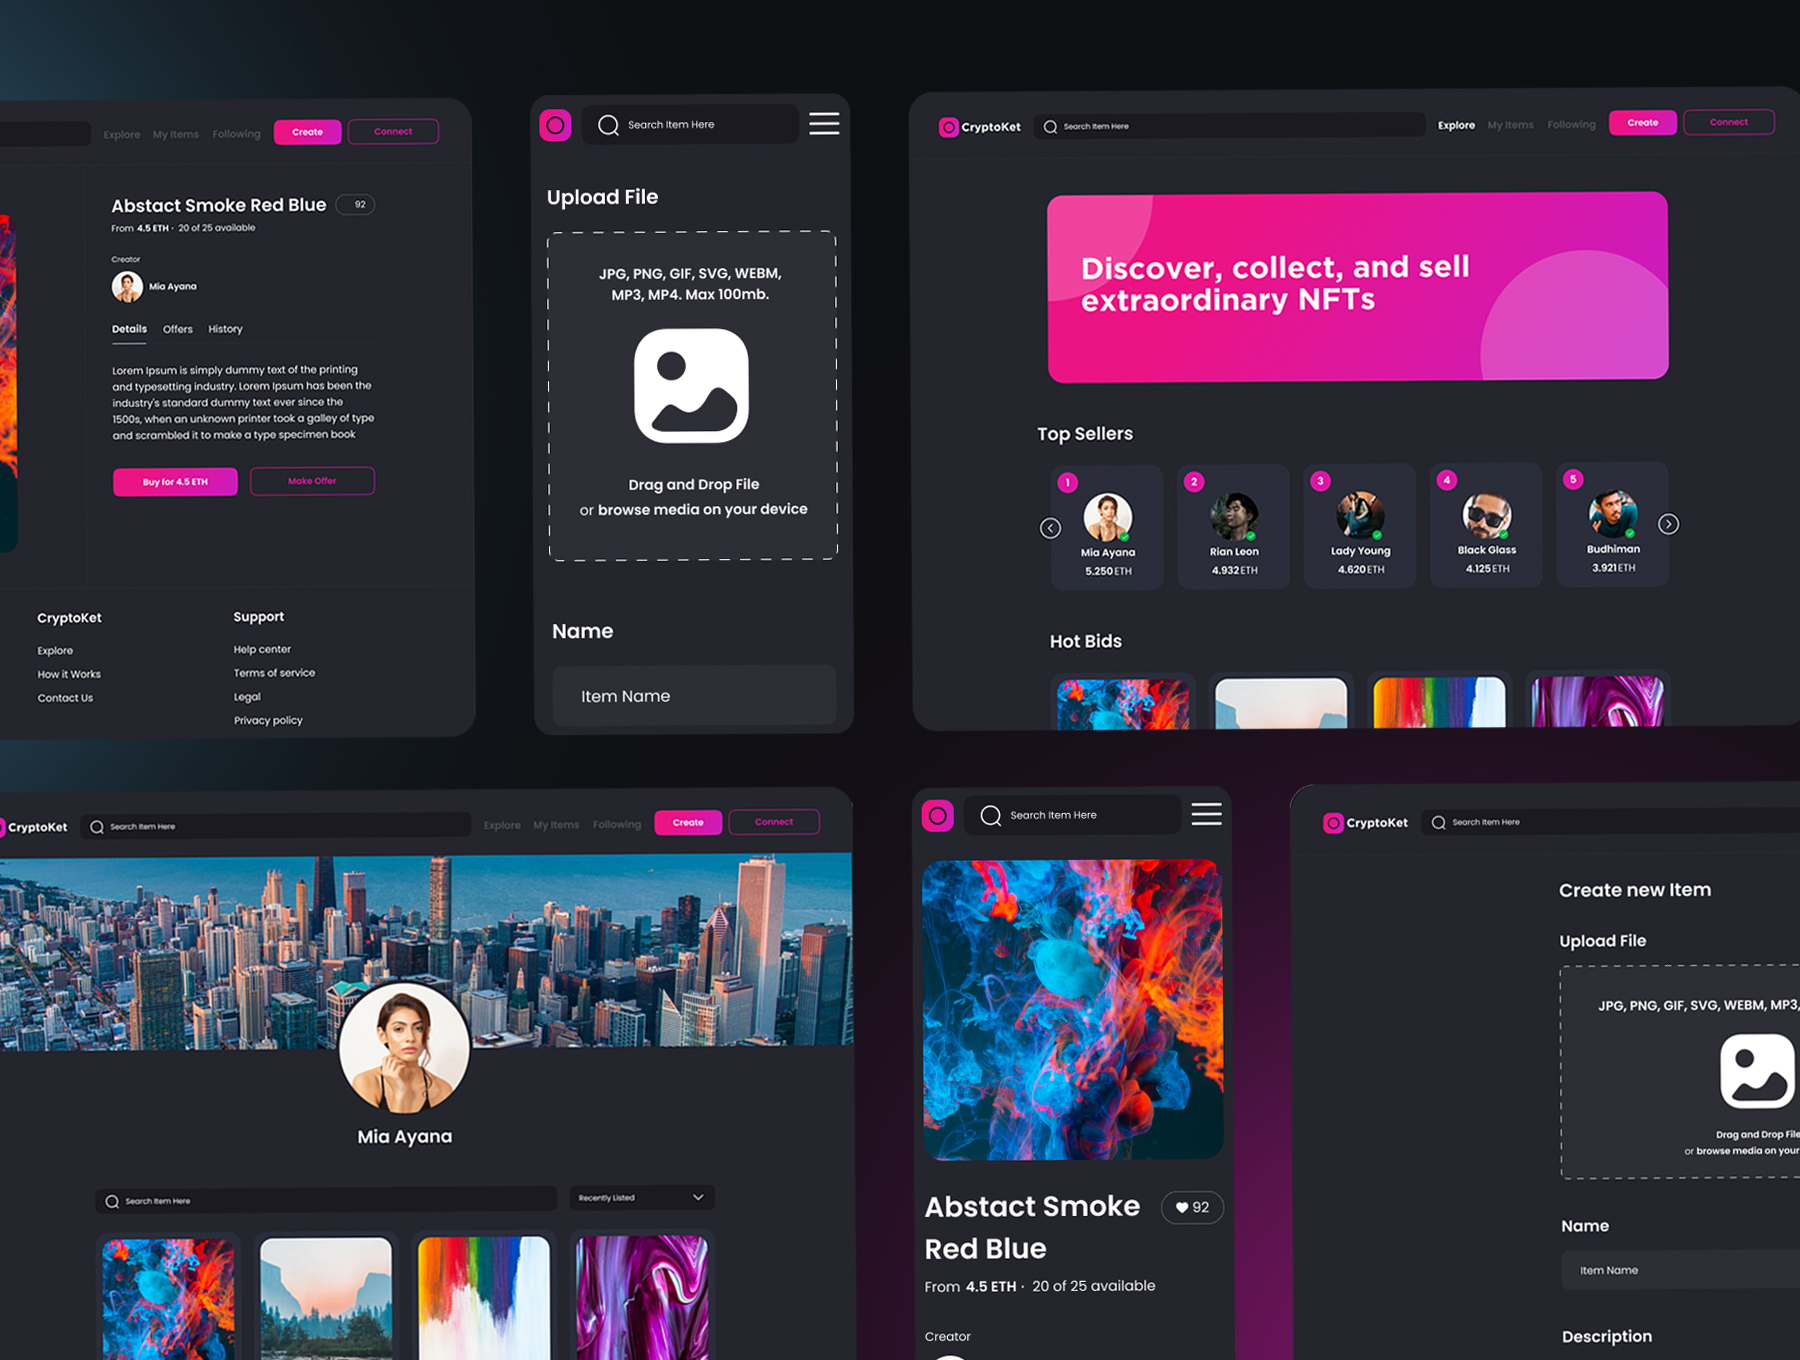 Explore
My Items
Following
Create
Connect
Abstact Smoke Red Blue
92
From 4.5 ETH · 20 of 25 available
Creator
Mia Ayana
Details
Offers
History
Lorem Ipsum is simply dummy text of the printing
and typesetting industry. Lorem Ipsum has been the
industry's standard dummy text ever since the
1500s, when an unknown printer took a galley of type
and scrambled it to make a type specimen book
Buy for 4.5 ETH
Make Offer
CryptoKet
Explore
How it Works
Contact Us
Support
Help center
Terms of service
Legal
Privacy policy
Search Item Here
Upload File
JPG, PNG, GIF, SVG, WEBM,
MP3, MP4. Max 100mb.
Drag and Drop File
or browse media on your device
Name
Item Name
CryptoKet
Search Item Here
Explore
My Items
Following
Create
Connect
Discover, collect, and sell
extraordinary NFTs
Top Sellers
1
Mia Ayana
5.250 ETH
2
Rian Leon
4.932 ETH
3
Lady Young
4.620 ETH
4
Black Glass
4.125 ETH
5
Budhiman
3.921 ETH
Hot Bids
CryptoKet
Search Item Here
Explore
My Items
Following
Create
Connect
Mia Ayana
Search Item Here
Recently Listed
Search Item Here
Abstact Smoke
Red Blue
92
From 4.5 ETH · 20 of 25 available
Creator
CryptoKet
Search Item Here
Create new Item
Upload File
JPG, PNG, GIF, SVG, WEBM, MP3,
Drag and Drop File
or browse media on your
Name
Item Name
Description